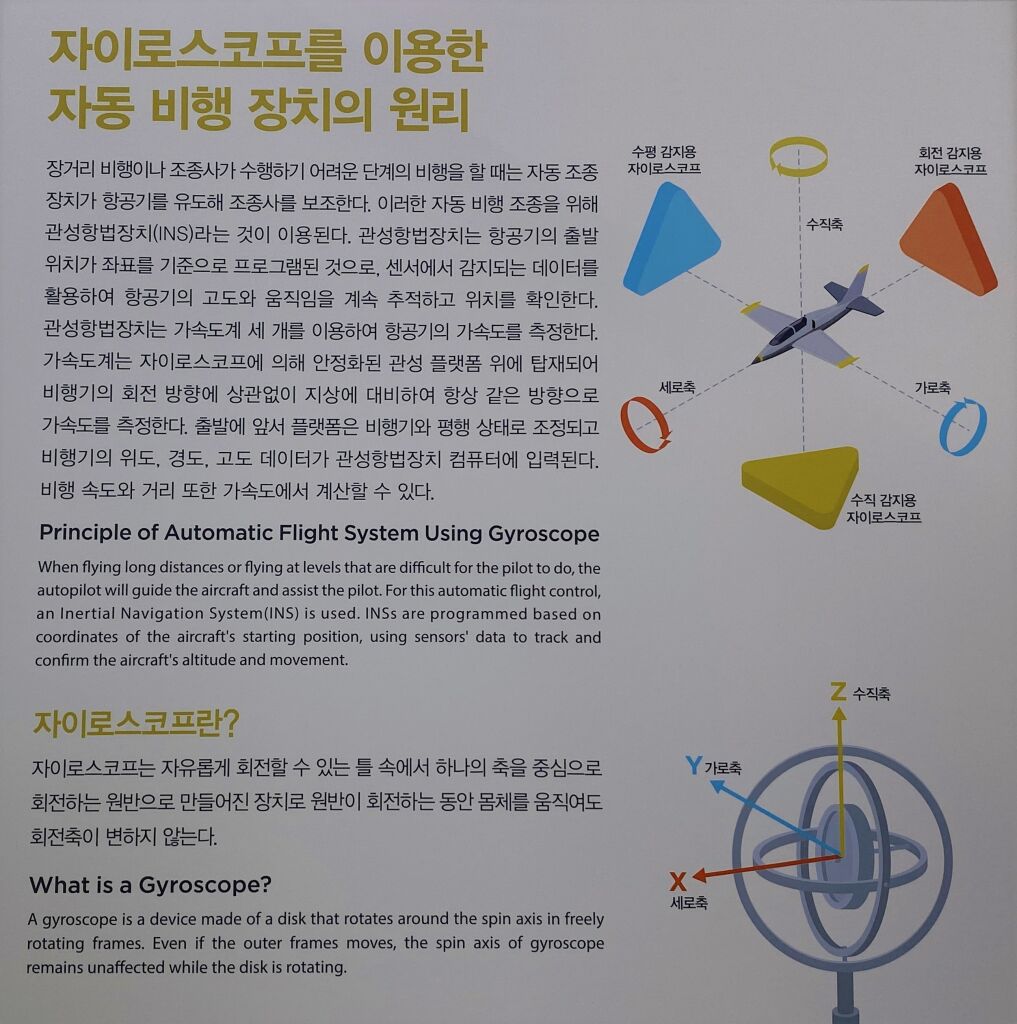 자이로스코프를 이용한
자동 비행 장치의 원리
장거리 비행이나 조종사가 수행하기 어려운 단계의 비행을 할 때는 자동 조종
장치가 항공기를 유도해 조종사를 보조한다. 이러한 자동 비행 조종을 위해
관성항법장치(INS)라는 것이 이용된다. 관성항법장치는 항공기의 출발
위치가 좌표를 기준으로 프로그램된 것으로, 센서에서 감지되는 데이터를
활용하여 항공기의 고도와 움직임을 계속 추적하고 위치를 확인한다.
관성항법장치는 가속도계 세 개를 이용하여 항공기의 가속도를 측정한다.
가속도계는 자이로스코프에 의해 안정화된 관성 플랫폼 위에 탑재되어
비행기의 회전 방향에 상관없이 지상에 대비하여 항상 같은 방향으로
가속도를 측정한다. 출발에 앞서 플랫폼은 비행기와 평행 상태로 조정되고
비행기의 위도, 경도, 고도 데이터가 관성항법장치 컴퓨터에 입력된다.
비행 속도와 거리 또한 가속도에서 계산할 수 있다.
Principle of Automatic Flight System Using Gyroscope
When flying long distances or flying at levels that are difficult for the pilot to do, the
autopilot will guide the aircraft and assist the pilot. For this automatic flight control,
an Inertial Navigation System(INS) is used. INSs are programmed based on
coordinates of the aircraft's starting position, using sensors' data to track and
confirm the aircraft's altitude and movement.
수평 감지용
자이로스코프
회전 감지용
자이로스코프
수직축
세로축
가로축
수직 감지용
자이로스코프
자이로스코프란?
자이로스코프는 자유롭게 회전할 수 있는 틀 속에서 하나의 축을 중심으로
회전하는 원반으로 만들어진 장치로 원반이 회전하는 동안 몸체를 움직여도
회전축이 변하지 않는다.
What is a Gyroscope?
A gyroscope is a device made of a disk that rotates around the spin axis in freely
rotating frames. Even if the outer frames moves, the spin axis of gyroscope
remains unaffected while the disk is rotating.
Z 수직축
Y 가로축
X
세로축